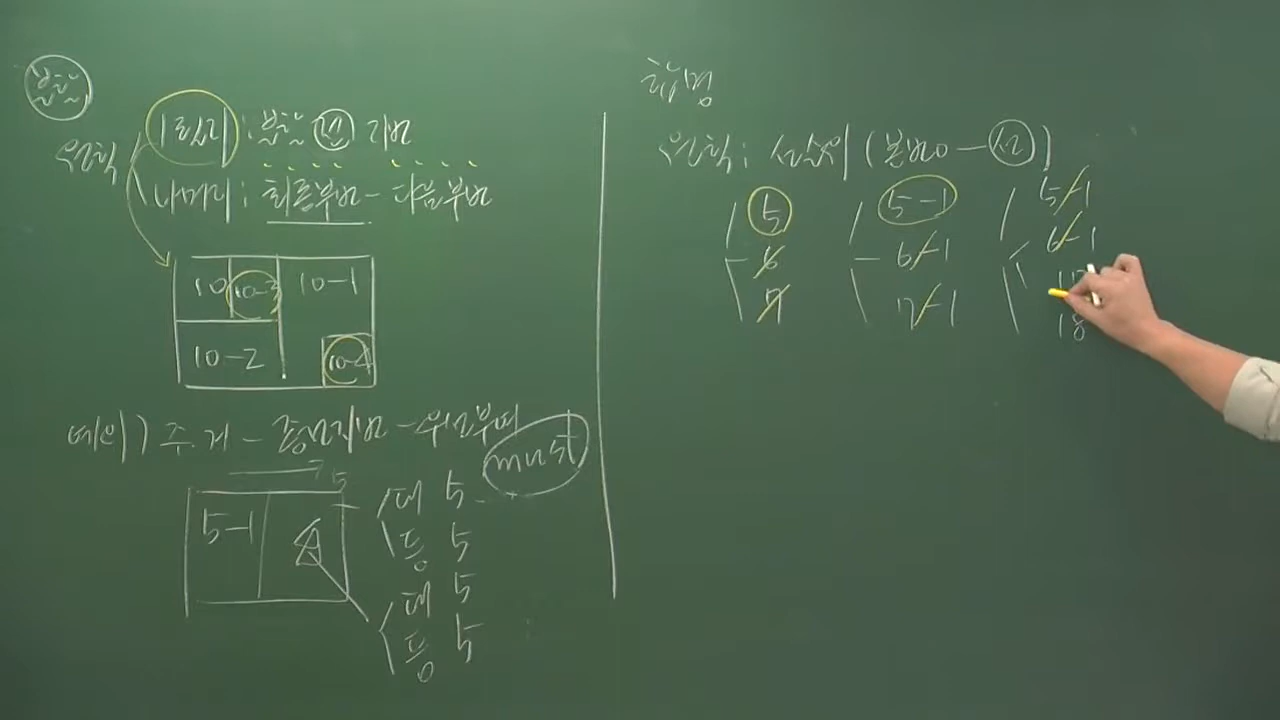 분할
원칙
1필지 : 분할 전 지번
나머지 : 최종부번 - 다음부번
10 10-3 10-1
10-2 10-4
예외) 주.거 - 종전지번 - 우선부여
must
5
5-1
대 5
등 5
대 5
등 5
합병
원칙 : 선순위 (본번 - 선)
5 5-1 5-1
6 6-1 6-1
7 7-1 17
18